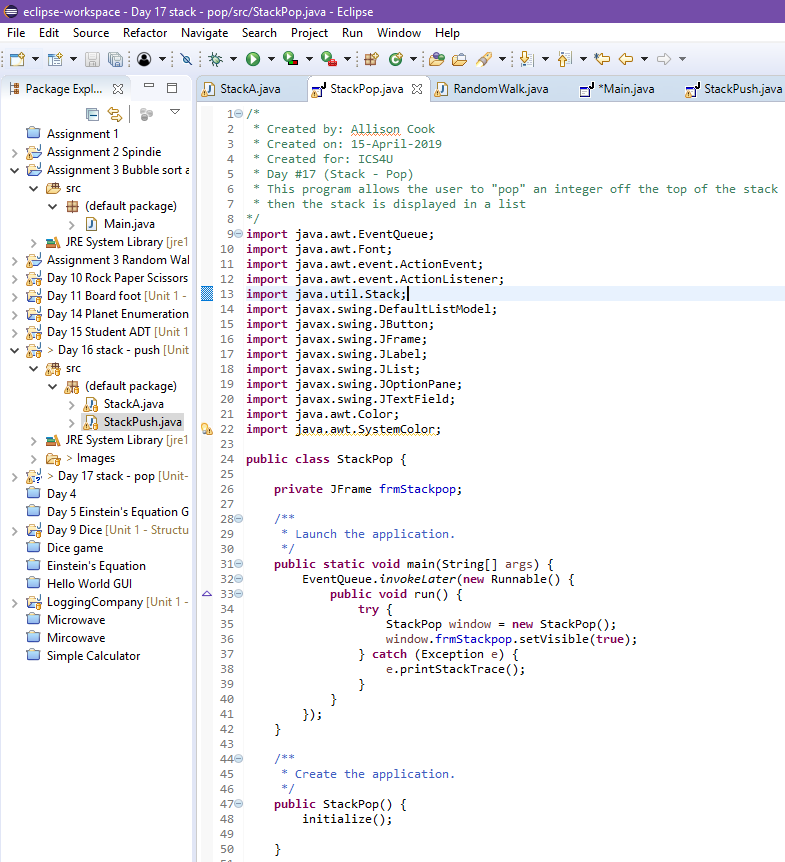 eclipse-workspace - Day 17 stack - pop/src/StackPop.java - Eclipse
File Edit Source Refactor Navigate Search Project Run Window Help
Package Expl...
Assignment 1
Assignment 2 Spindie
Assignment 3 Bubble sort a
src
(default package)
Main.java
JRE System Library [jre1
Assignment 3 Random Wal
Day 10 Rock Paper Scissors
Day 11 Board foot [Unit 1 -
Day 14 Planet Enumeration
Day 15 Student ADT [Unit 1
> Day 16 stack - push [Unit
src
(default package)
StackA.java
StackPush.java
JRE System Library [jre1
> Images
> Day 17 stack - pop [Unit-
Day 4
Day 5 Einstein's Equation G
Day 9 Dice [Unit 1 - Structu
Dice game
Einstein's Equation
Hello World GUI
LoggingCompany [Unit 1 -
Microwave
Mircowave
Simple Calculator
StackA.java StackPop.java RandomWalk.java *Main.java StackPush.java
1 /*
2 * Created by: Allison Cook
3 * Created on: 15-April-2019
4 * Created for: ICS4U
5 * Day #17 (Stack - Pop)
6 * This program allows the user to "pop" an integer off the top of the stack
7 * then the stack is displayed in a list
8 */
9 import java.awt.EventQueue;
10 import java.awt.Font;
11 import java.awt.event.ActionEvent;
12 import java.awt.event.ActionListener;
13 import java.util.Stack;
14 import javax.swing.DefaultListModel;
15 import javax.swing.JButton;
16 import javax.swing.JFrame;
17 import javax.swing.JLabel;
18 import javax.swing.JList;
19 import javax.swing.JOptionPane;
20 import javax.swing.JTextField;
21 import java.awt.Color;
22 import java.awt.SystemColor;
23
24 public class StackPop {
25
26 private JFrame frmStackpop;
27
28 /**
29 * Launch the application.
30 */
31 public static void main(String[] args) {
32 EventQueue.invokeLater(new Runnable() {
33 public void run() {
34 try {
35 StackPop window = new StackPop();
36 window.frmStackpop.setVisible(true);
37 } catch (Exception e) {
38 e.printStackTrace();
39 }
40 }
41 });
42 }
43
44 /**
45 * Create the application.
46 */
47 public StackPop() {
48 initialize();
49
50 }